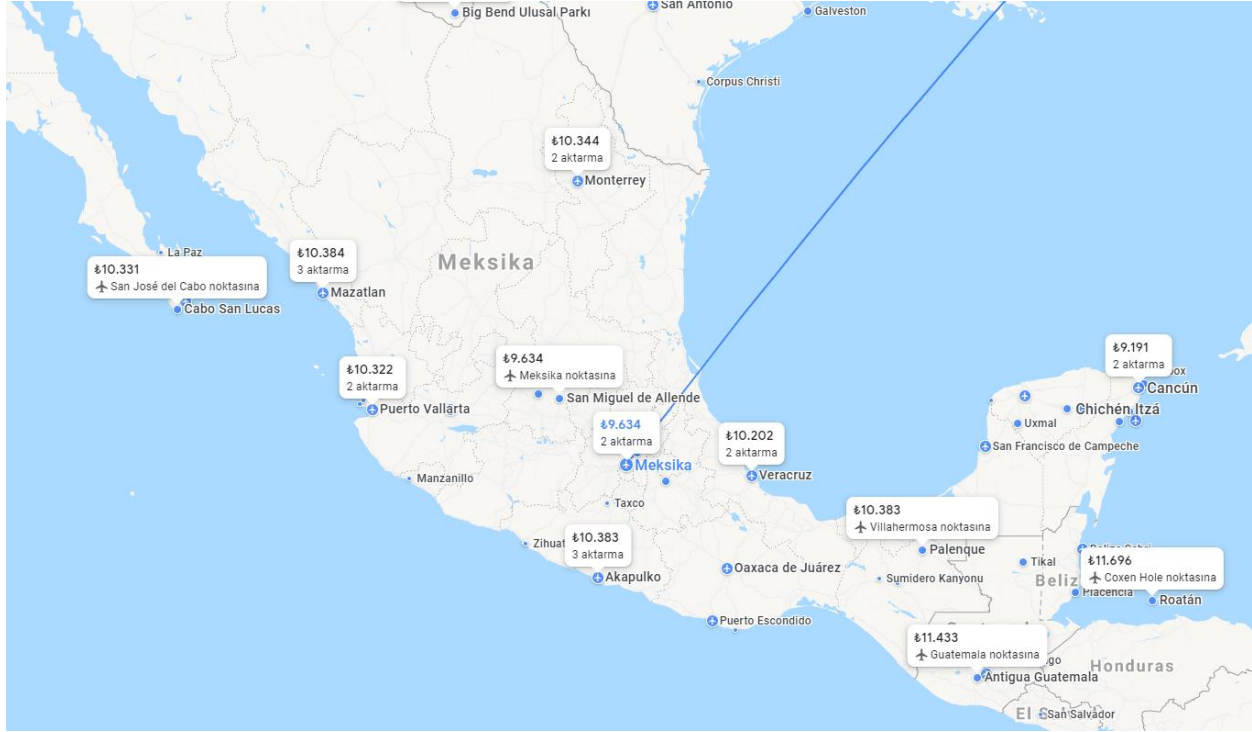 Big Bend Ulusal Parkı
San Antonio
Galveston
Corpus Christi
₺10.344
2 aktarma
Monterrey
Meksika
La Paz
₺10.331
San José del Cabo noktasına
Cabo San Lucas
₺10.384
3 aktarma
Mazatlan
₺10.322
2 aktarma
Puerto Vallarta
₺9.634
Meksika noktasına
San Miguel de Allende
₺9.634
2 aktarma
Meksika
₺10.202
2 aktarma
Veracruz
₺9.191
2 aktarma
Cancún
Chichén Itzá
Uxmal
San Francisco de Campeche
Manzanillo
Taxco
₺10.383
3 aktarma
Akapulko
₺10.383
Villahermosa noktasına
Palenque
Oaxaca de Juárez
Sumidero Kanyonu
Tikal
₺11.696
Coxen Hole noktasına
Placencia
Roatán
Puerto Escondido
₺11.433
Guatemala noktasına
Antigua Guatemala
Honduras
San Salvador